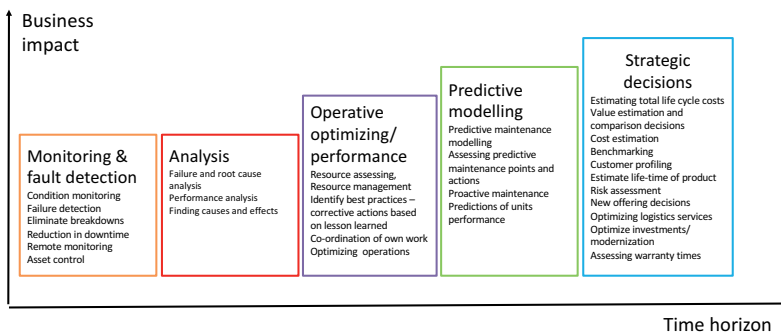 Business
impact
Monitoring &
fault detection
Condition monitoring
Failure detection
Eliminate breakdowns
Reduction in downtime
Remote monitoring
Asset control
Analysis
Failure and root cause
analysis
Performance analysis
Finding causes and effects
Operative
optimizing/
performance
Resource assessing,
Resource management
Identify best practices –
corrective actions based
on lesson learned
Co-ordination of own work
Optimizing operations
Predictive
modelling
Predictive maintenance
modelling
Assessing predictive
maintenance points and
actions
Proactive maintenance
Predictions of units
performance
Strategic
decisions
Estimating total life cycle costs
Value estimation and
comparison decisions
Cost estimation
Benchmarking
Customer profiling
Estimate life-time of product
Risk assessment
New offering decisions
Optimizing logistics services
Optimize investments/
modernization
Assessing warranty times
Time horizon